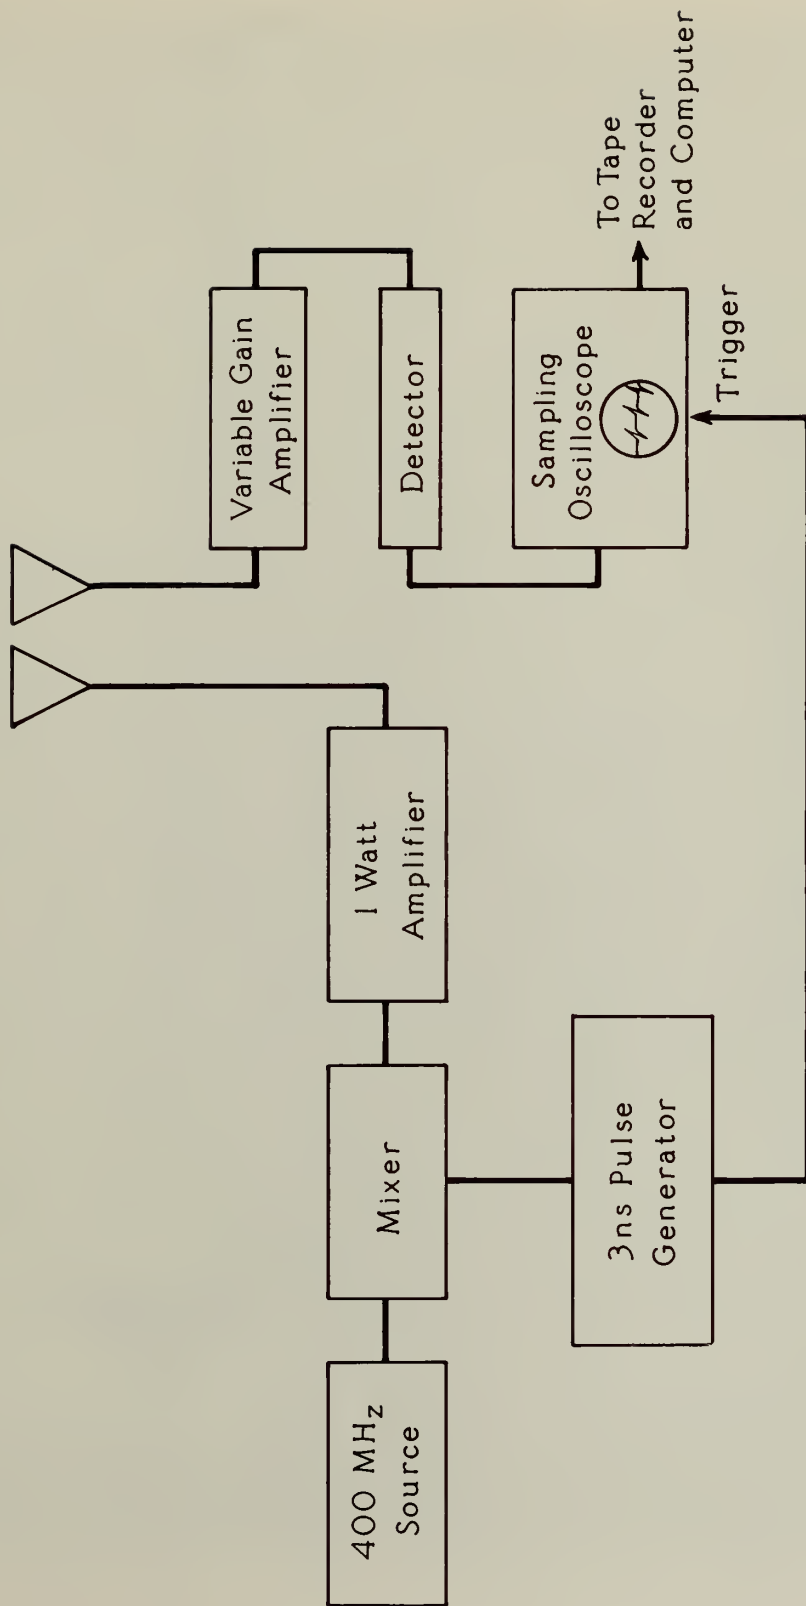 400 MHz
Source
Mixer
1 Watt
Amplifier
3ns Pulse
Generator
Variable Gain
Amplifier
Detector
Sampling
Oscilloscope
Trigger
To Tape
Recorder
and Computer